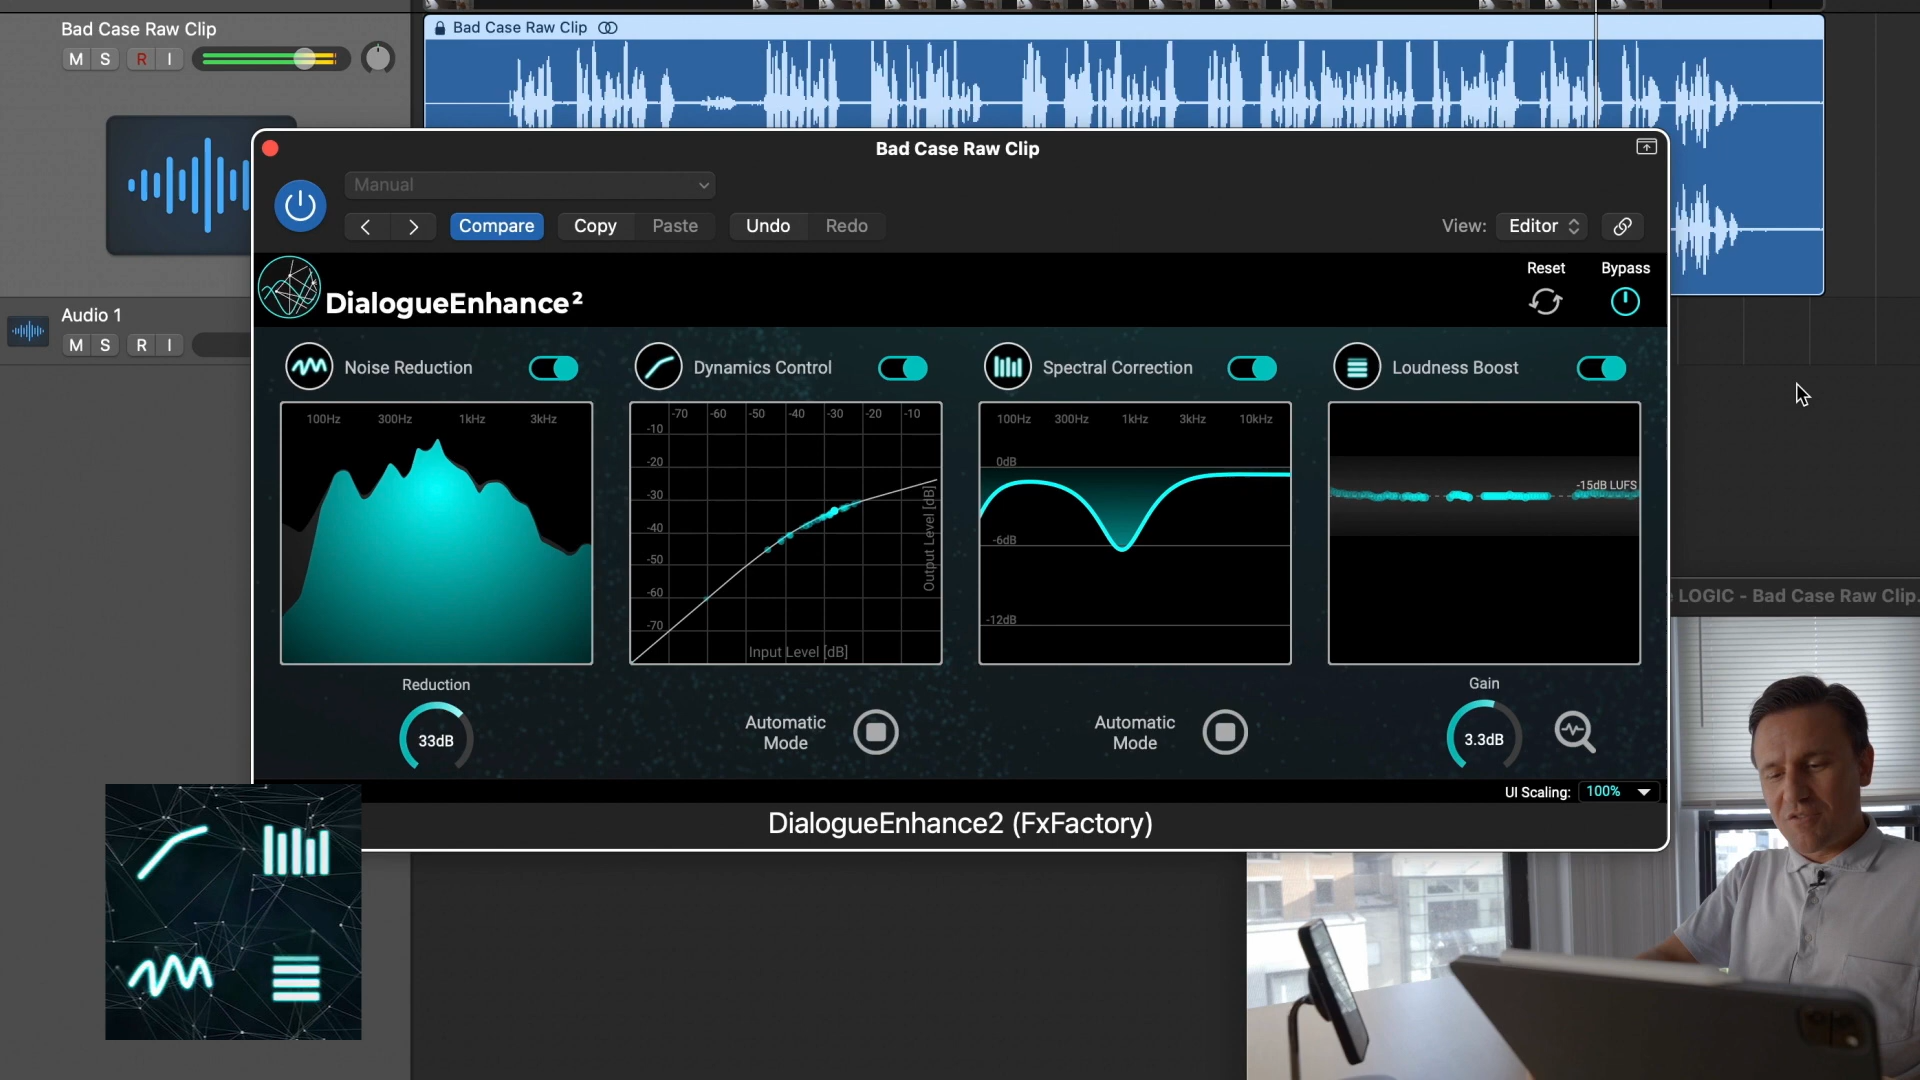 Bad Case Raw Clip
M S R I
Bad Case Raw Clip
Bad Case Raw Clip
Manual
Compare Copy Paste Undo Redo
View: Editor
DialogueEnhance²
Reset Bypass
Noise Reduction
Dynamics Control
Spectral Correction
Loudness Boost
Audio 1
M S R I
100Hz 300Hz 1kHz 3kHz
-70 -60 -50 -40 -30 -20 -10
-10
-20
-30
-40
-50
-60
-70
Output Level [dB]
Input Level [dB]
100Hz 300Hz 1kHz 3kHz 10kHz
0dB
-6dB
-12dB
-15dB LUFS
LOGIC - Bad Case Raw Clip.
Reduction
33dB
Automatic
Mode
Automatic
Mode
Gain
3.3dB
UI Scaling: 100%
DialogueEnhance2 (FxFactory)